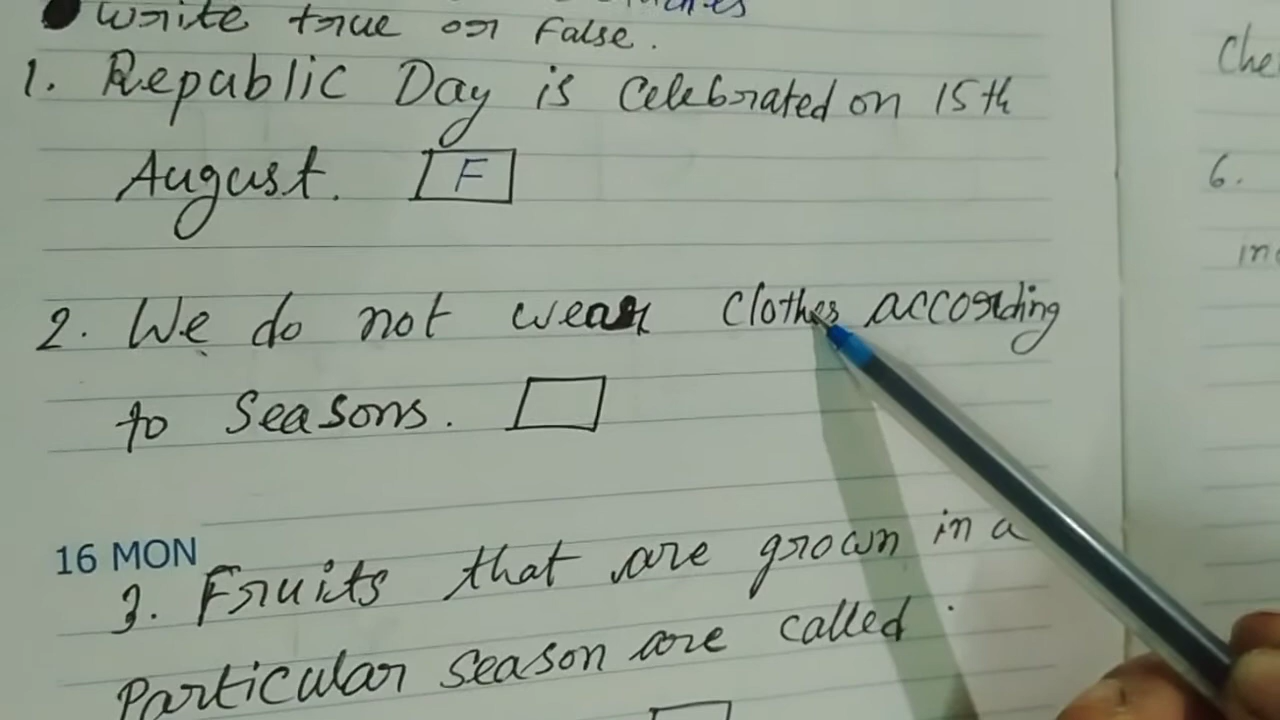 Write true or False.
1. Republic Day is Celebrated on 15th
August. F
2. We do not wear Clothes according
to Seasons.
16 MON
3. Fruits that are grown in a
Particular season are called
Che
6.
in